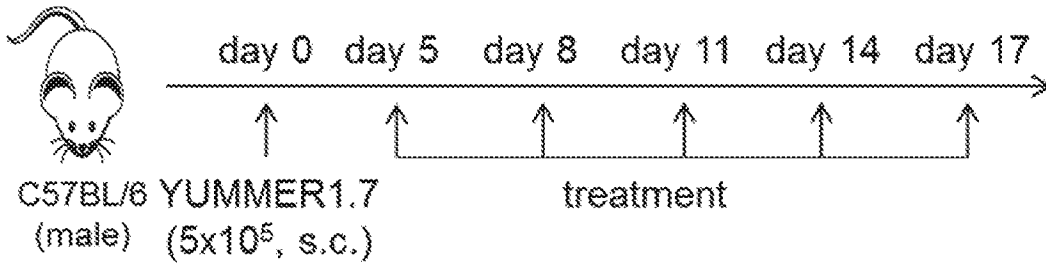 day 0 day 5 day 8 day 11 day 14 day 17
C57BL/6 YUMMER1.7 treatment
(male) (5x10⁵, s.c.)